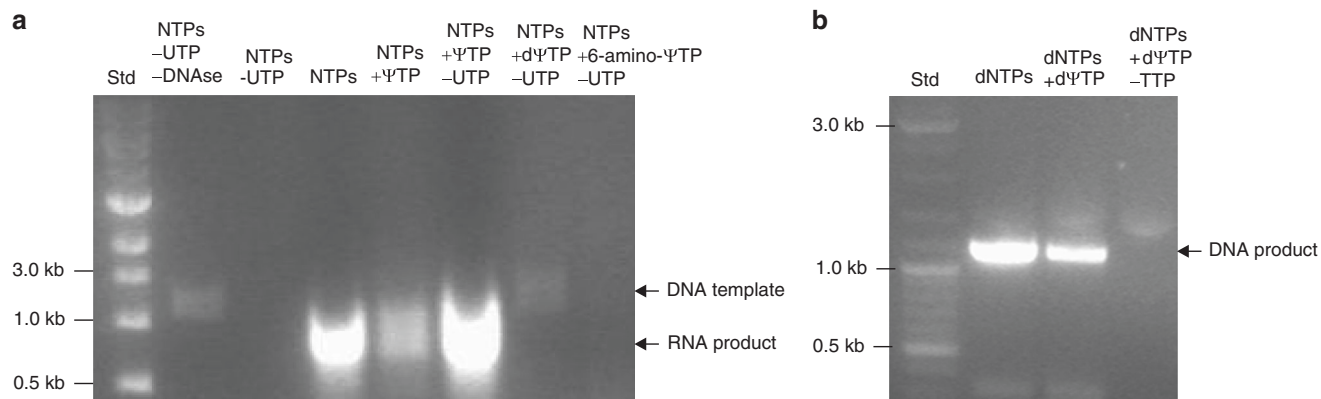 a
Std
NTPs
–UTP
–DNAse
NTPs
-UTP
NTPs
NTPs
+ΨTP
NTPs
+ΨTP
–UTP
NTPs
+dΨTP
–UTP
NTPs
+6-amino-ΨTP
–UTP
3.0 kb
1.0 kb
0.5 kb
DNA template
RNA product
b
Std
dNTPs
dNTPs
+dΨTP
dNTPs
+dΨTP
–TTP
3.0 kb
1.0 kb
0.5 kb
DNA product